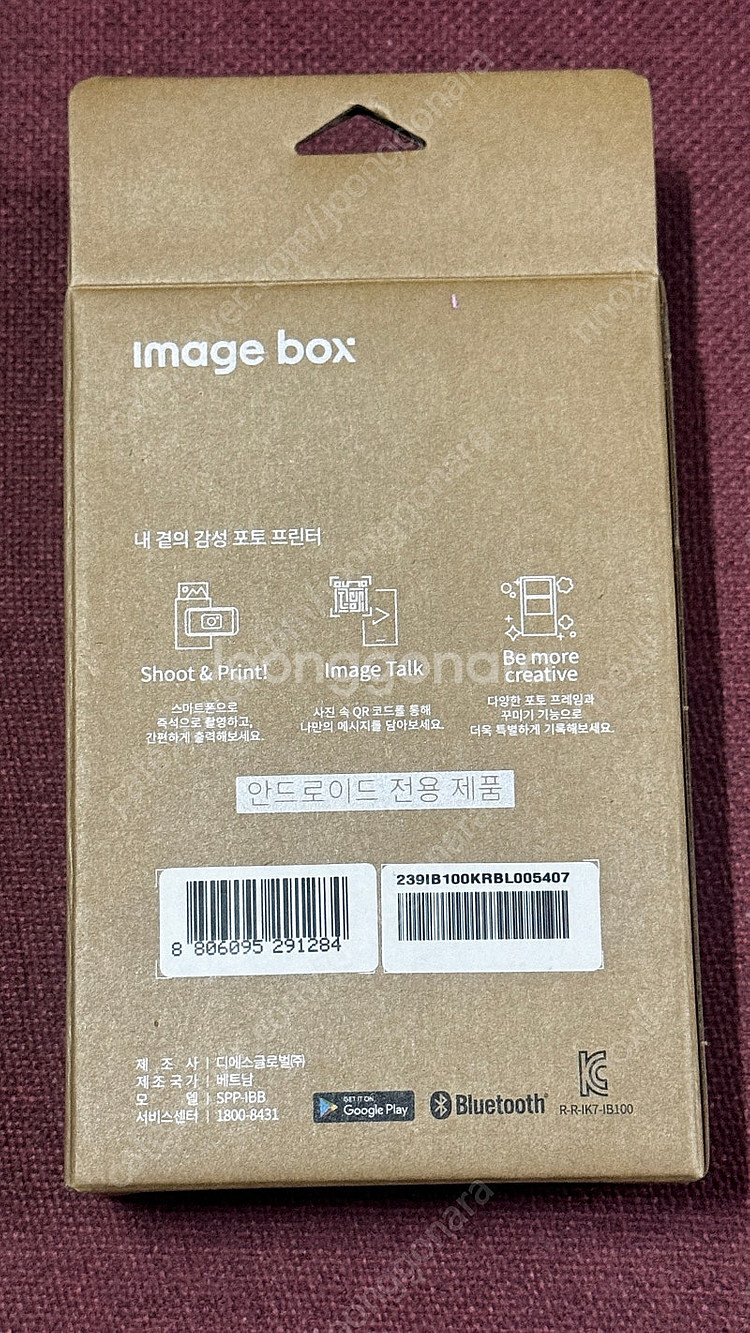 image box
내 곁의 감성 포토 프린터
Shoot & Print!
스마트폰으로
즉석으로 촬영하고,
간편하게 출력해보세요.
Image Talk
사진 속 QR 코드를 통해
나만의 메시지를 담아보세요.
Be more
creative
다양한 포토 프레임과
꾸미기 기능으로
더욱 특별하게 기록해보세요.
안드로이드 전용 제품
8 806095 291284
239IB100KRBL005407
제 조 사 | 디에스글로벌(주)
제조국가 | 베트남
모 델 | SPP-IBB
서비스센터 | 1800-8431
GET IT ON
Google Play
Bluetooth
R-R-IK7-IB100
joonggonara